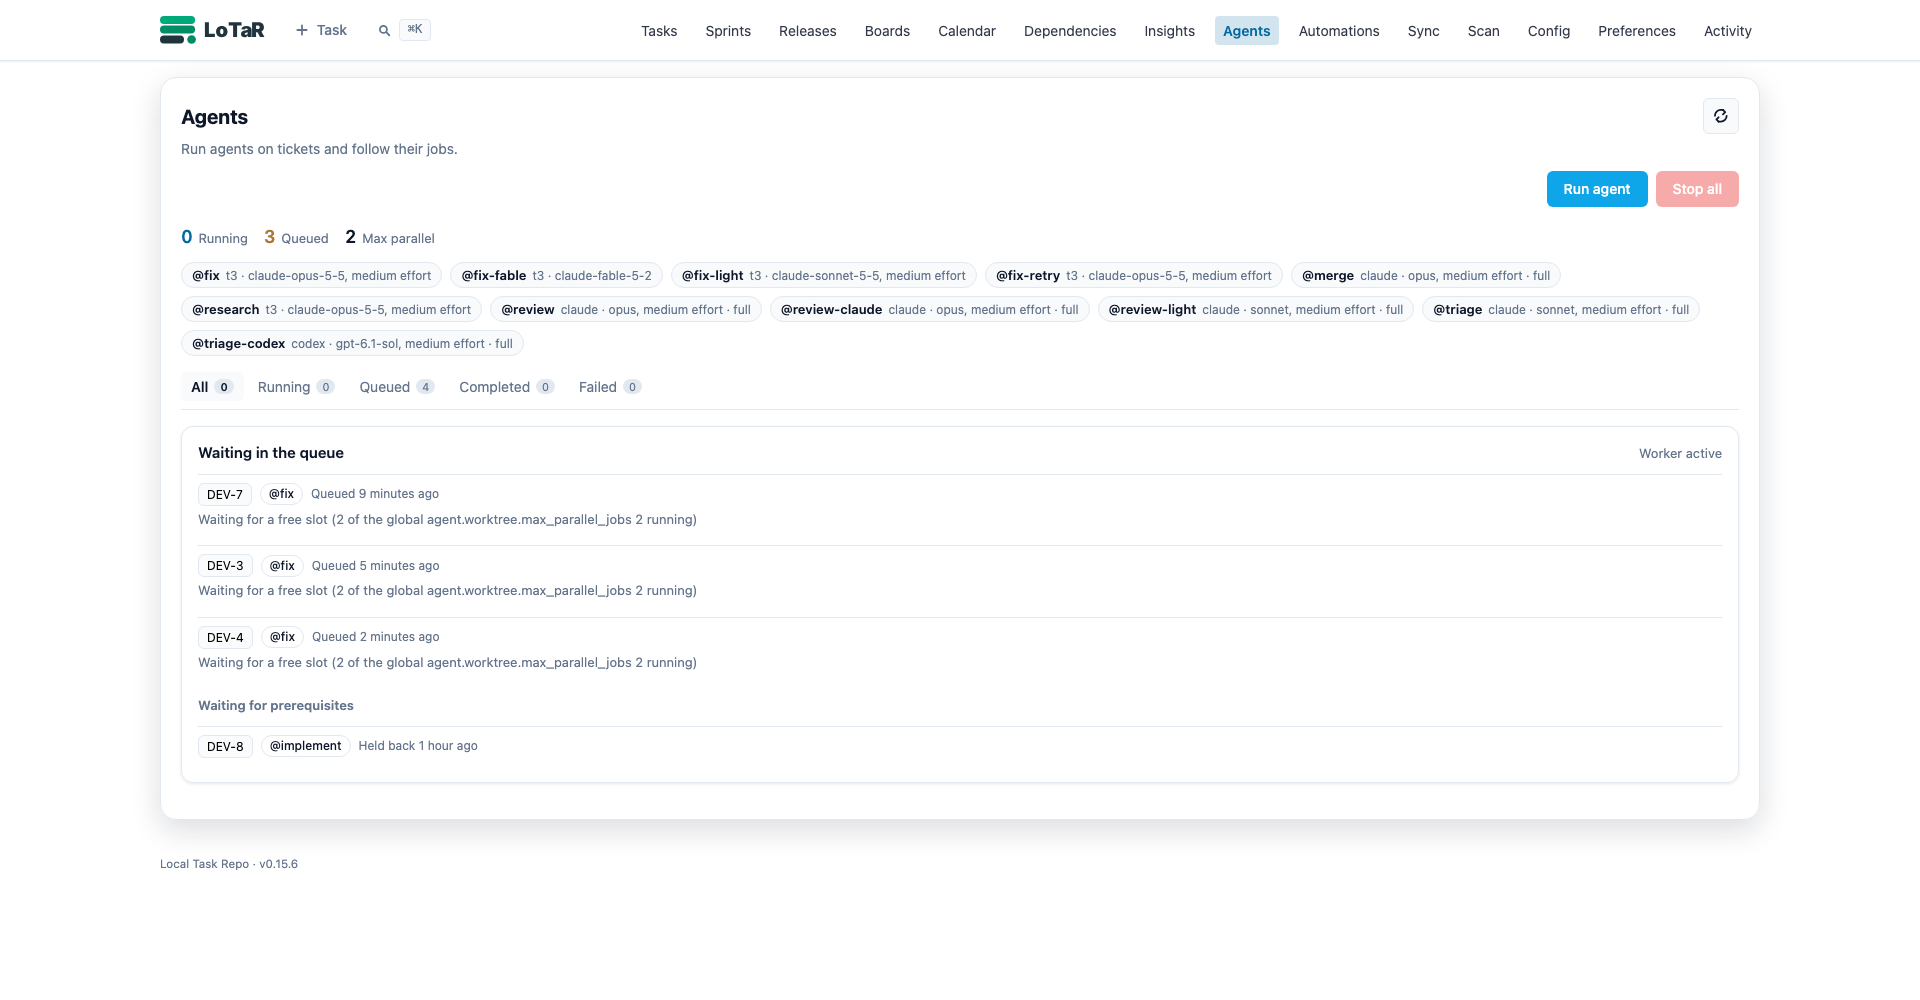 LoTaR
+ Task
⌘K
Tasks Sprints Releases Boards Calendar Dependencies Insights Agents Automations Sync Scan Config Preferences Activity
Agents
Run agents on tickets and follow their jobs.
Run agent Stop all
0 Running 3 Queued 2 Max parallel
@fix t3 · claude-opus-5-5, medium effort @fix-fable t3 · claude-fable-5-2 @fix-light t3 · claude-sonnet-5-5, medium effort @fix-retry t3 · claude-opus-5-5, medium effort @merge claude · opus, medium effort · full
@research t3 · claude-opus-5-5, medium effort @review claude · opus, medium effort · full @review-claude claude · opus, medium effort · full @review-light claude · sonnet, medium effort · full @triage claude · sonnet, medium effort · full
@triage-codex codex · gpt-6.1-sol, medium effort · full
All 0 Running 0 Queued 4 Completed 0 Failed 0
Waiting in the queue Worker active
DEV-7 @fix Queued 9 minutes ago
Waiting for a free slot (2 of the global agent.worktree.max_parallel_jobs 2 running)
DEV-3 @fix Queued 5 minutes ago
Waiting for a free slot (2 of the global agent.worktree.max_parallel_jobs 2 running)
DEV-4 @fix Queued 2 minutes ago
Waiting for a free slot (2 of the global agent.worktree.max_parallel_jobs 2 running)
Waiting for prerequisites
DEV-8 @implement Held back 1 hour ago
Local Task Repo · v0.15.6